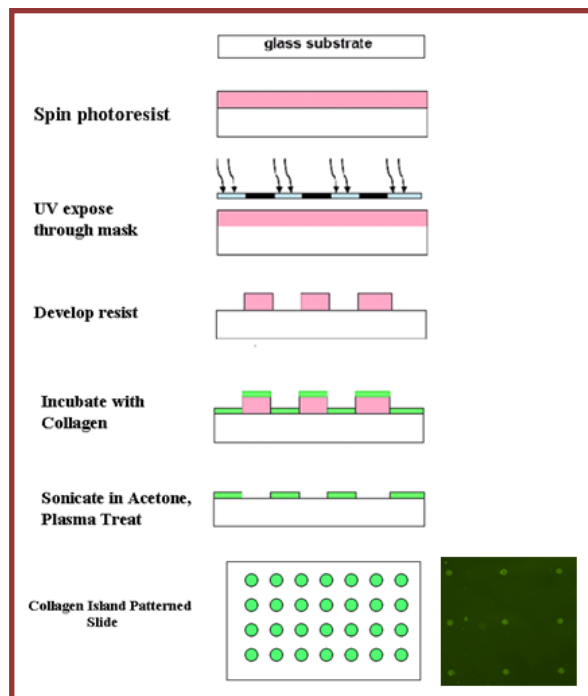 glass substrate
Spin photoresist
UV expose
through mask
Develop resist
Incubate with
Collagen
Sonicate in Acetone,
Plasma Treat
Collagen Island Patterned
Slide